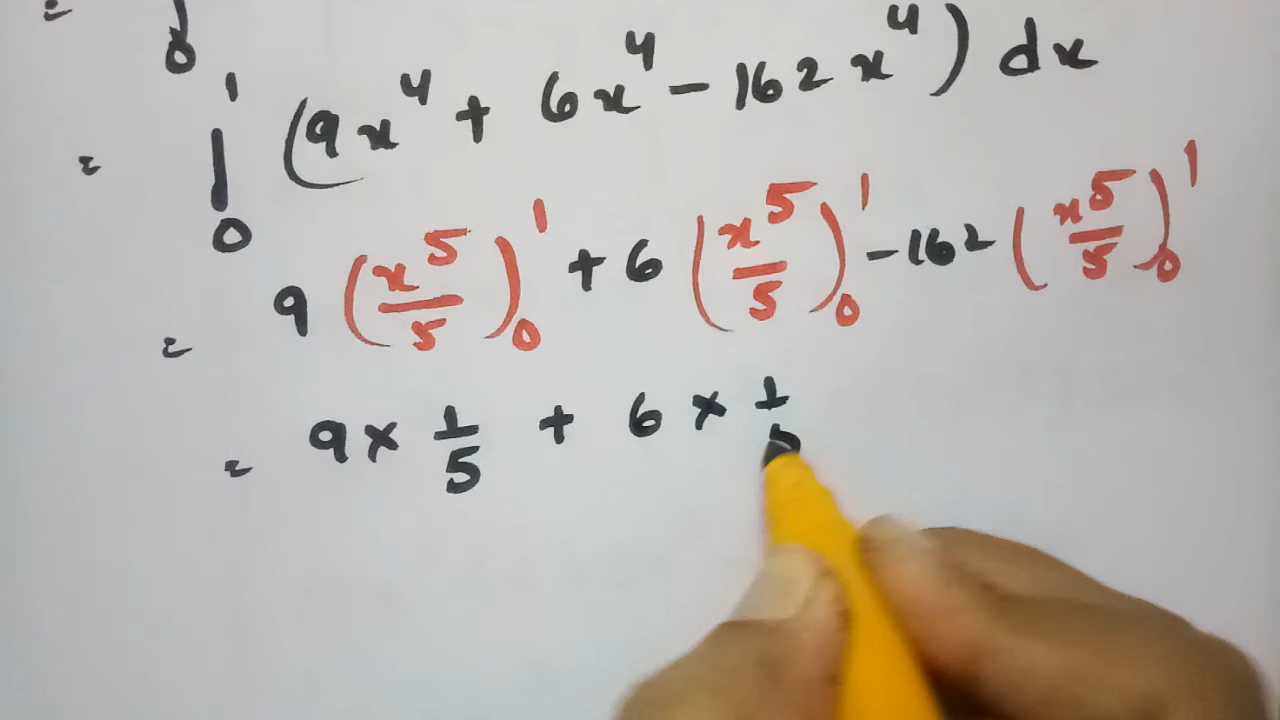 = ∫₀
= ∫₀¹ (9x⁴ + 6x⁴ - 162x⁴) dx
= 9 (x⁵/5)₀¹ + 6 (x⁵/5)₀¹ - 162 (x⁵/5)₀¹
= 9 × 1/5 + 6 × 1/5